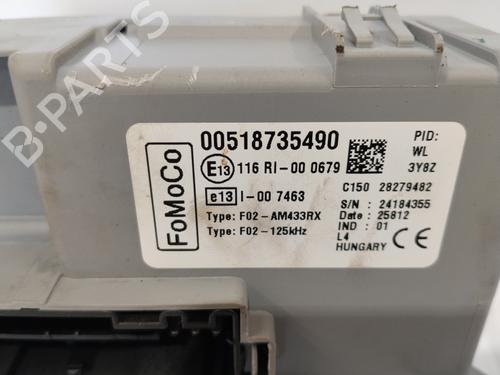 B-PARTS
FoMoCo
00518735490
E13 116 RI-00 0679
e13 I-00 7463
Type: F02-AM433RX
Type: F02-125kHz
PID:
WL
3Y8Z
C150 28279482
S/N : 24184355
Date : 25812
IND : 01
L4
HUNGARY CE